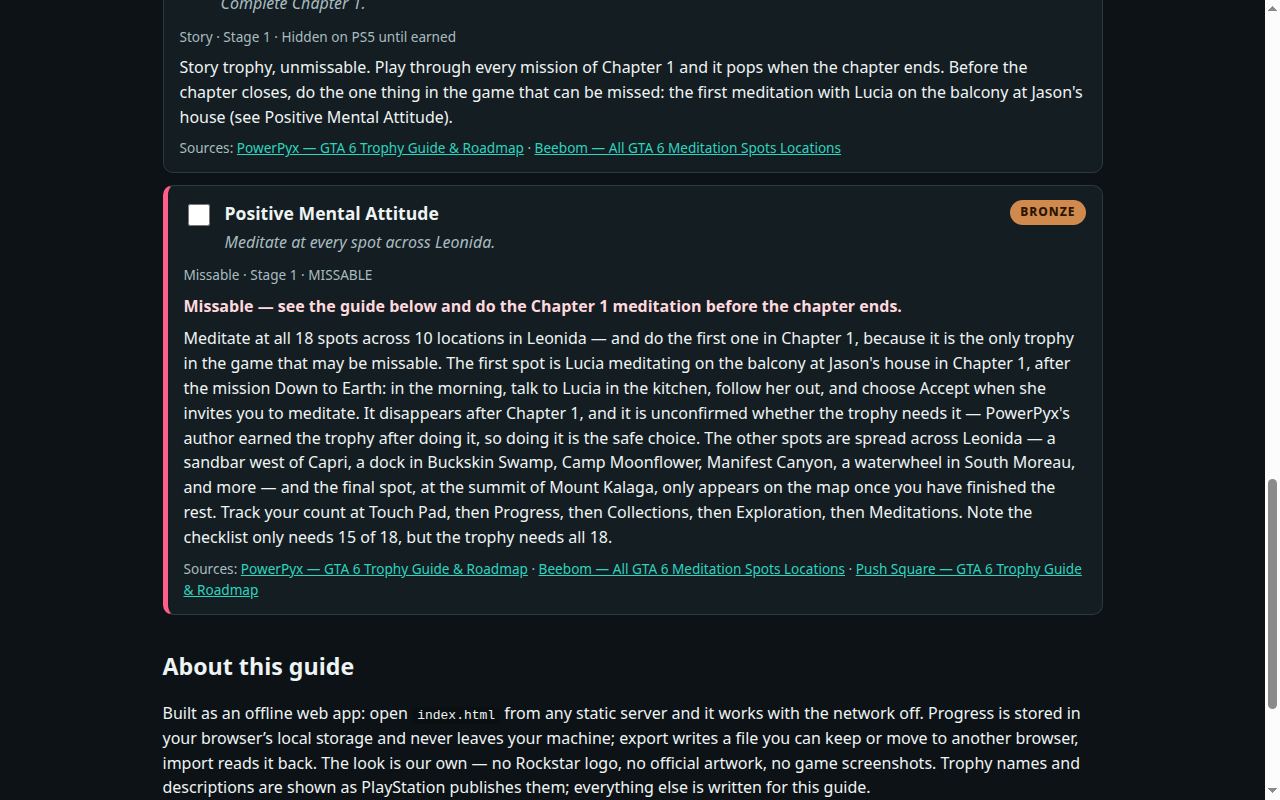 Complete Chapter 1.
Story · Stage 1 · Hidden on PS5 until earned
Story trophy, unmissable. Play through every mission of Chapter 1 and it pops when the chapter ends. Before the
chapter closes, do the one thing in the game that can be missed: the first meditation with Lucia on the balcony at Jason's
house (see Positive Mental Attitude).
Sources: PowerPyx — GTA 6 Trophy Guide & Roadmap · Beebom — All GTA 6 Meditation Spots Locations
Positive Mental Attitude
BRONZE
Meditate at every spot across Leonida.
Missable · Stage 1 · MISSABLE
Missable — see the guide below and do the Chapter 1 meditation before the chapter ends.
Meditate at all 18 spots across 10 locations in Leonida — and do the first one in Chapter 1, because it is the only trophy
in the game that may be missable. The first spot is Lucia meditating on the balcony at Jason's house in Chapter 1, after
the mission Down to Earth: in the morning, talk to Lucia in the kitchen, follow her out, and choose Accept when she
invites you to meditate. It disappears after Chapter 1, and it is unconfirmed whether the trophy needs it — PowerPyx's
author earned the trophy after doing it, so doing it is the safe choice. The other spots are spread across Leonida — a
sandbar west of Capri, a dock in Buckskin Swamp, Camp Moonflower, Manifest Canyon, a waterwheel in South Moreau,
and more — and the final spot, at the summit of Mount Kalaga, only appears on the map once you have finished the
rest. Track your count at Touch Pad, then Progress, then Collections, then Exploration, then Meditations. Note the
checklist only needs 15 of 18, but the trophy needs all 18.
Sources: PowerPyx — GTA 6 Trophy Guide & Roadmap · Beebom — All GTA 6 Meditation Spots Locations · Push Square — GTA 6 Trophy Guide
& Roadmap
About this guide
Built as an offline web app: open index.html from any static server and it works with the network off. Progress is stored in
your browser’s local storage and never leaves your machine; export writes a file you can keep or move to another browser,
import reads it back. The look is our own — no Rockstar logo, no official artwork, no game screenshots. Trophy names and
descriptions are shown as PlayStation publishes them; everything else is written for this guide.